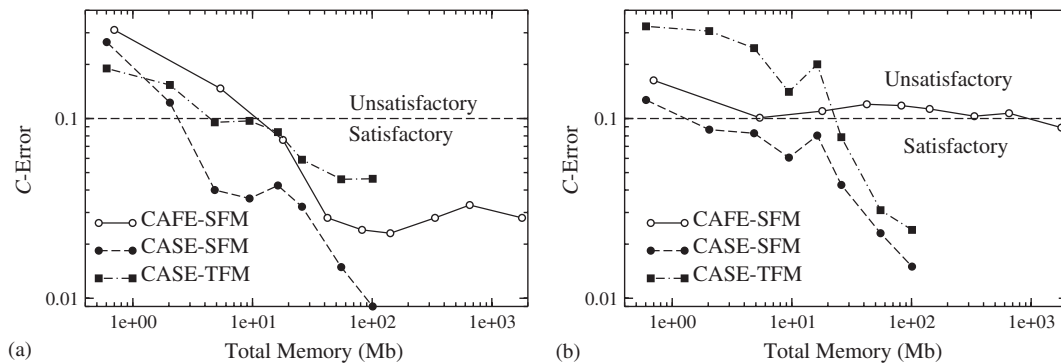 0.1
0.01
C-Error
Unsatisfactory
Satisfactory
CAFE-SFM
CASE-SFM
CASE-TFM
1e+00 1e+01 1e+02 1e+03
(a) Total Memory (Mb)
0.1
0.01
C-Error
Unsatisfactory
Satisfactory
CAFE-SFM
CASE-SFM
CASE-TFM
1e+00 1e+01 1e+02 1e+03
(b) Total Memory (Mb)